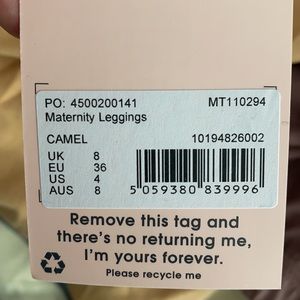 PO: 4500200141 MT110294
Maternity Leggings
CAMEL 10194826002
UK 8
EU 36
US 4
AUS 8
5 059380 839996
Remove this tag and
there's no returning me,
I'm yours forever.
Please recycle me